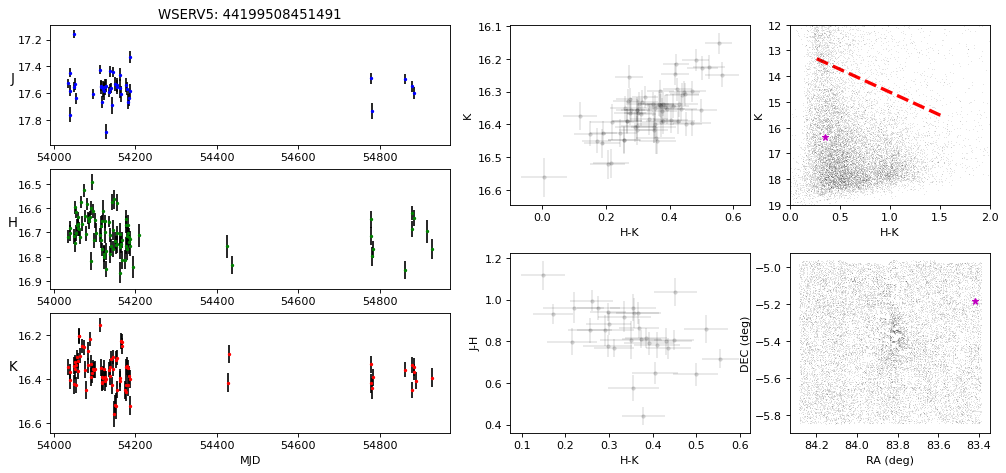 WSERV5: 44199508451491
J
17.2
17.4
17.6
17.8
54000 54200 54400 54600 54800
H
16.5
16.6
16.7
16.8
16.9
54000 54200 54400 54600 54800
K
16.2
16.4
16.6
54000 54200 54400 54600 54800
MJD
K
16.1
16.2
16.3
16.4
16.5
16.6
0.0 0.2 0.4 0.6
H-K
K
12
13
14
15
16
17
18
19
0.0 0.5 1.0 1.5 2.0
H-K
J-H
1.2
1.0
0.8
0.6
0.4
0.1 0.2 0.3 0.4 0.5 0.6
H-K
DEC (deg)
−5.0
−5.2
−5.4
−5.6
−5.8
84.2 84.0 83.8 83.6 83.4
RA (deg)